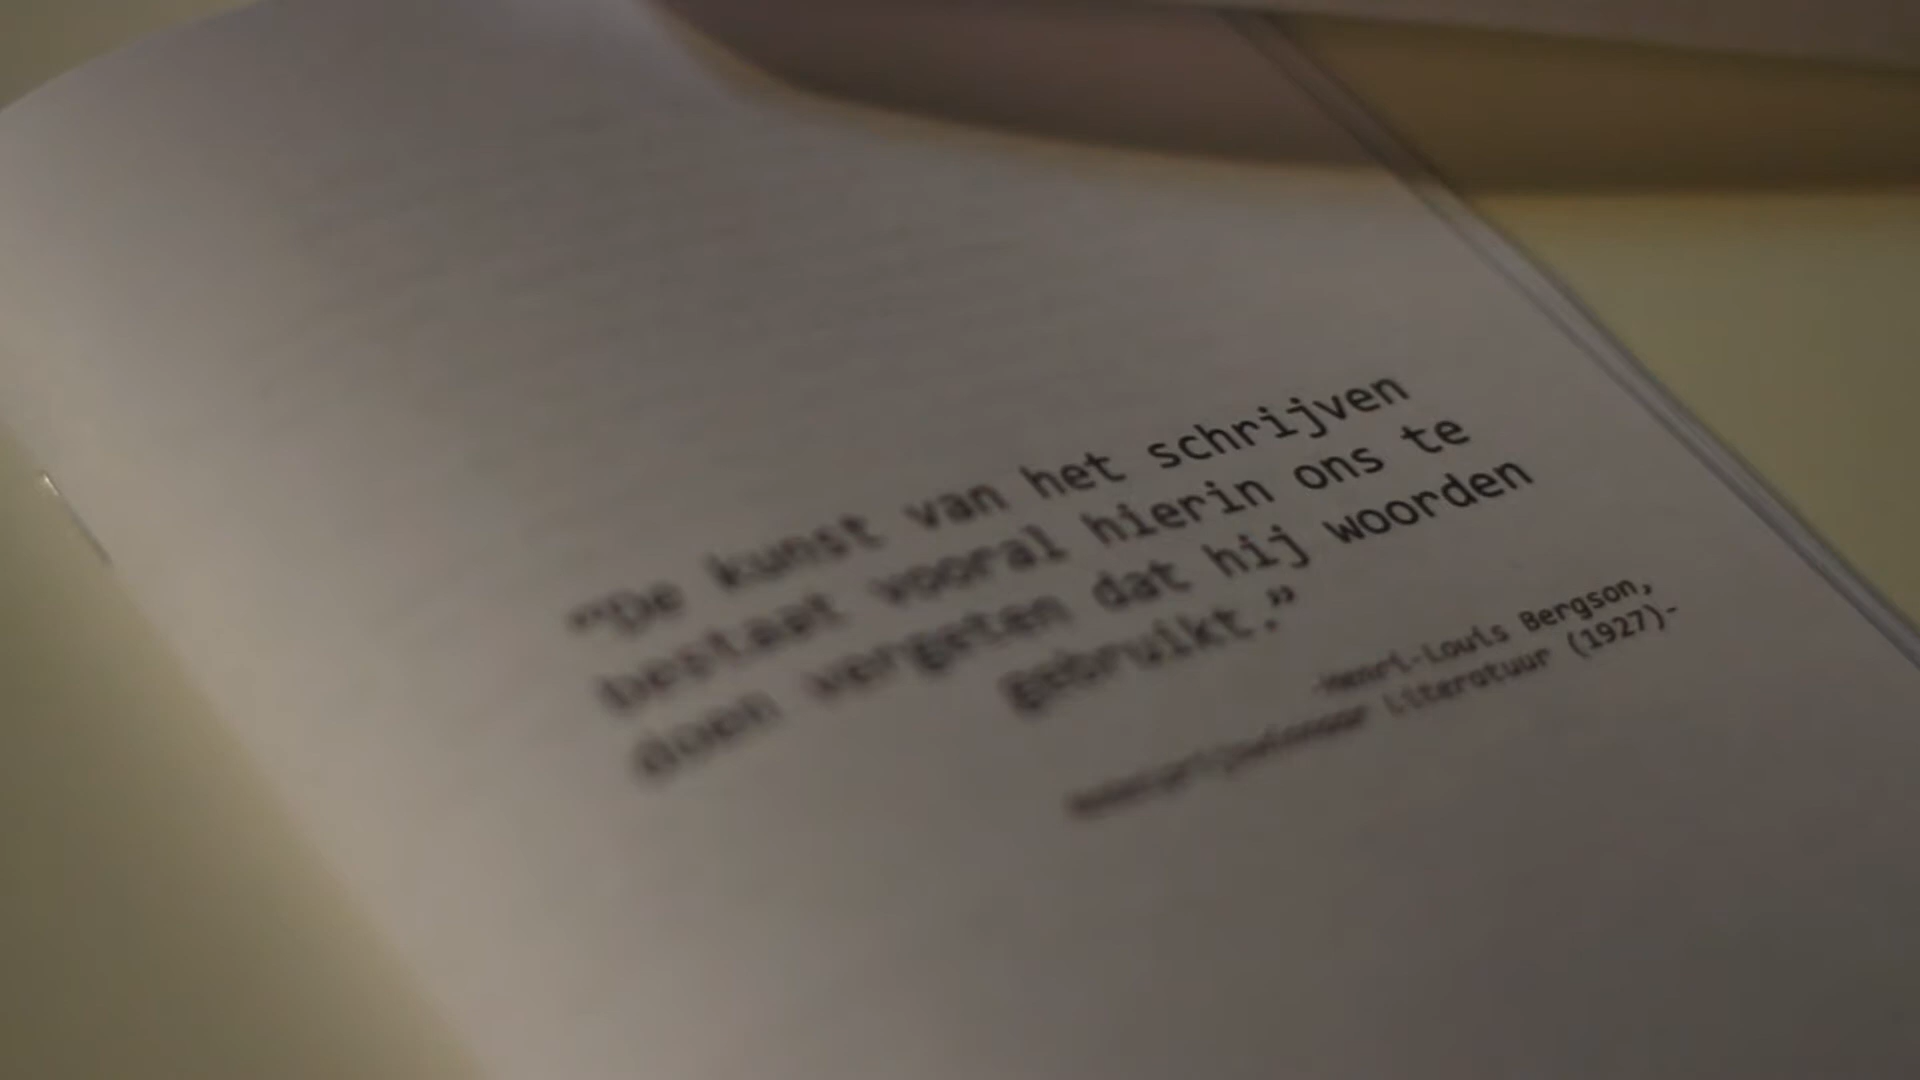 “De kunst van het schrijven
bestaat vooral hierin ons te
doen vergeten dat hij woorden
gebruikt.”
-Henri-Louis Bergson,
literatuur (1927)-